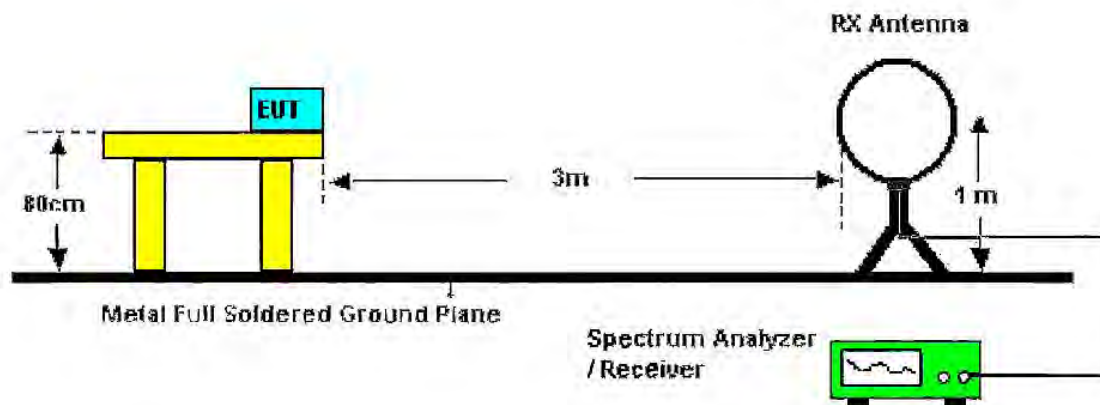 RX Antenna
EUT
3m
80cm
1 m
Metal Full Soldered Ground Plane
Spectrum Analyzer
/ Receiver